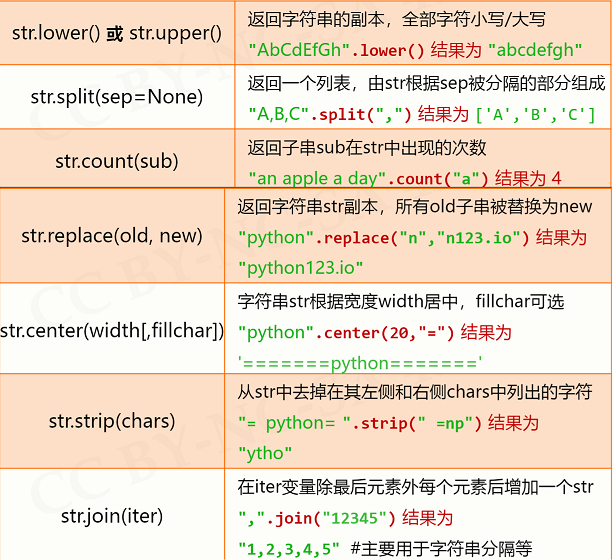 str.lower() 或 str.upper()
返回字符串的副本，全部字符小写/大写
"AbCdEfGh".lower() 结果为 "abcdefgh"
str.split(sep=None)
返回一个列表，由str根据sep被分隔的部分组成
"A,B,C".split(",") 结果为 ['A','B','C']
str.count(sub)
返回子串sub在str中出现的次数
"an apple a day".count("a") 结果为 4
str.replace(old, new)
返回字符串str副本，所有old子串被替换为new
"python".replace("n","n123.io") 结果为
"python123.io"
str.center(width[,fillchar])
字符串str根据宽度width居中，fillchar可选
"python".center(20,"=") 结果为
'=======python======='
str.strip(chars)
从str中去掉在其左侧和右侧chars中列出的字符
"= python= ".strip(" =np") 结果为
"ytho"
str.join(iter)
在iter变量除最后元素外每个元素后增加一个str
",".join("12345") 结果为
"1,2,3,4,5" #主要用于字符串分隔等